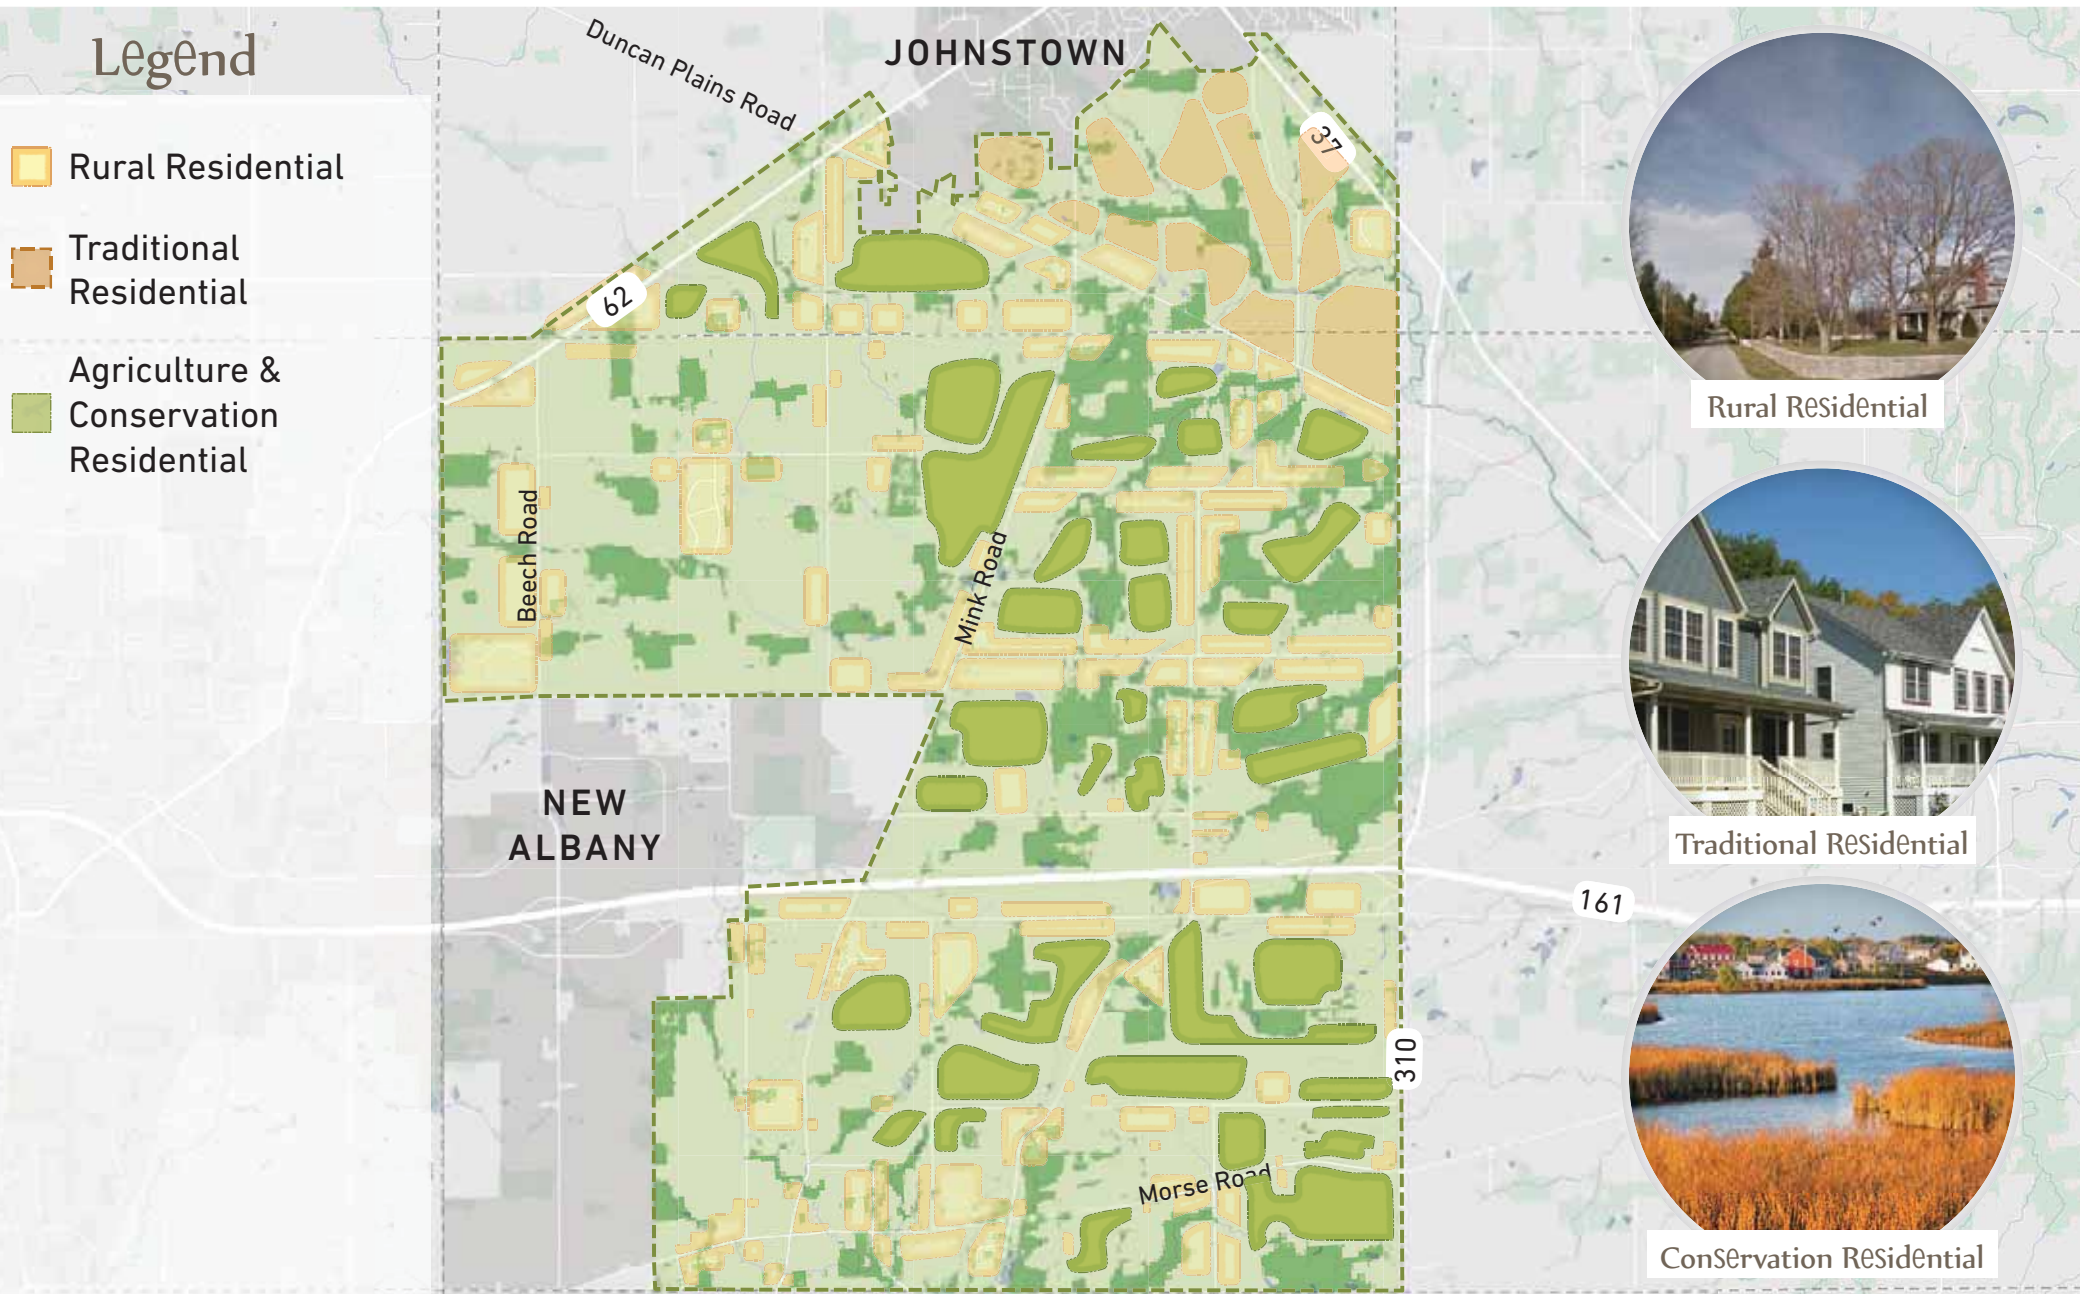 Legend
Rural Residential
Traditional
Residential
Agriculture &
Conservation
Residential
Duncan Plains Road
JOHNSTOWN
37
62
Beech Road
Mink Road
NEW
ALBANY
161
310
Morse Road
Rural Residential
Traditional Residential
Conservation Residential